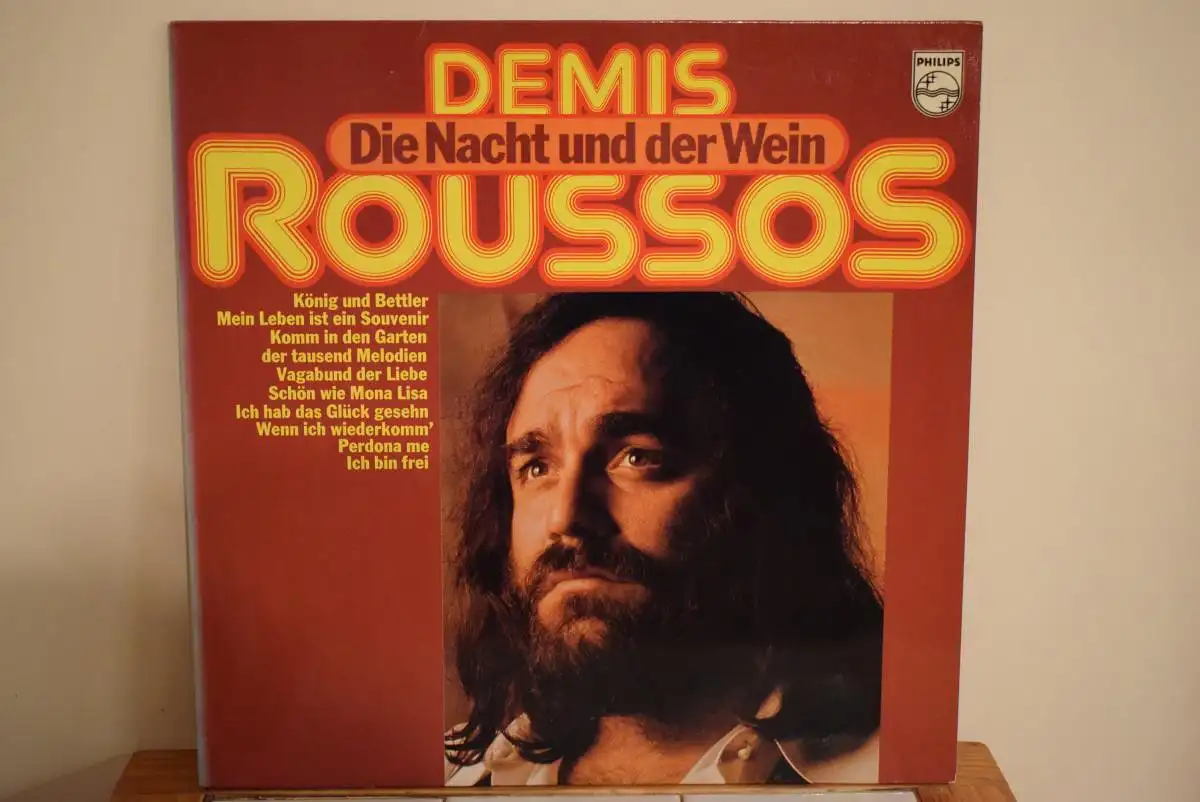 DEMIS
PHILIPS
Die Nacht und der Wein
ROUSSOS
König und Bettler
Mein Leben ist ein Souvenir
Komm in den Garten
der tausend Melodien
Vagabund der Liebe
Schön wie Mona Lisa
Ich hab das Glück gesehn
Wenn ich wiederkomm'
Perdona me
Ich bin frei